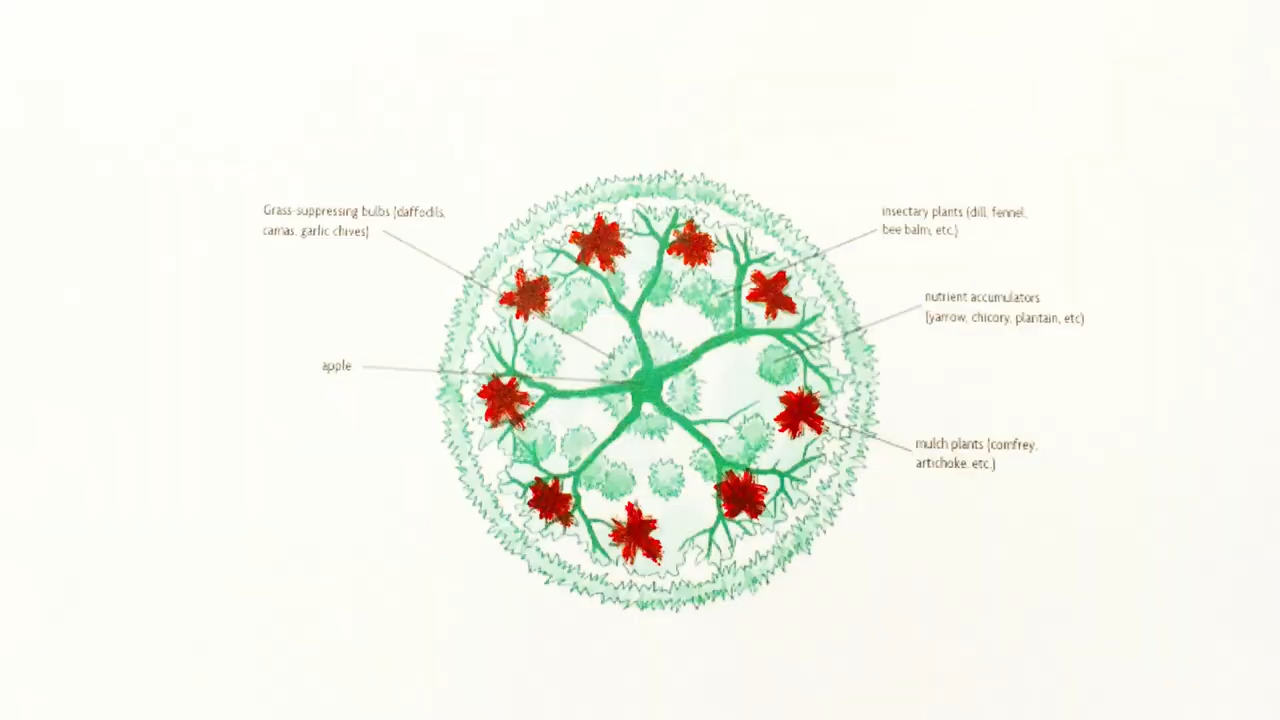 Grass-suppressing bulbs (daffodils,
camas, garlic chives)
apple
insectary plants (dill, fennel,
bee balm, etc.)
nutrient accumulators
(yarrow, chicory, plantain, etc)
mulch plants (comfrey,
artichoke, etc.)